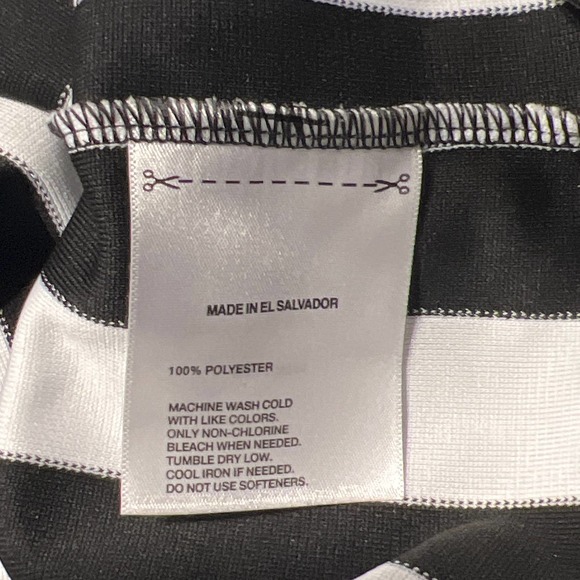 MADE IN EL SALVADOR
100% POLYESTER
MACHINE WASH COLD
WITH LIKE COLORS.
ONLY NON-CHLORINE
BLEACH WHEN NEEDED.
TUMBLE DRY LOW.
COOL IRON IF NEEDED.
DO NOT USE SOFTENERS.